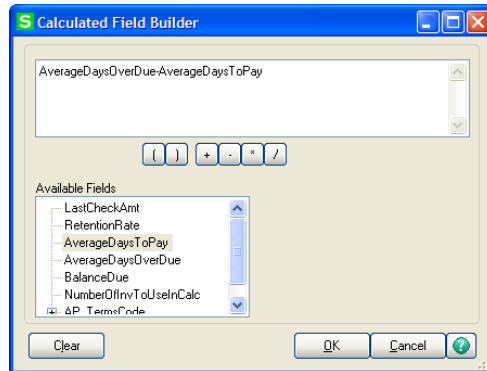 S Calculated Field Builder
AverageDaysOverDue-AverageDaysToPay
( ) + - * /
Available Fields
LastCheckAmt
RetentionRate
AverageDaysToPay
AverageDaysOverDue
BalanceDue
NumberOfInvToUseInCalc
AP_TermsCode
Clear OK Cancel ?